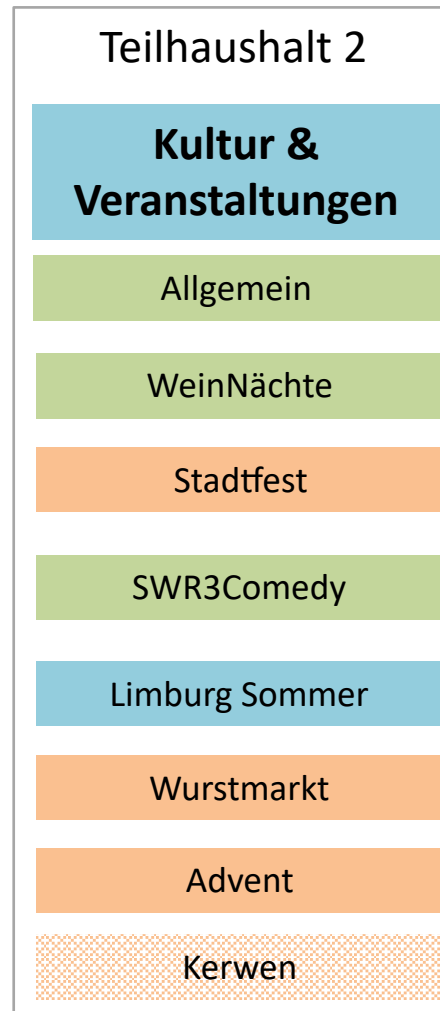 Teilhaushalt 2
Kultur &
Veranstaltungen
Allgemein
WeinNächte
Stadtfest
SWR3Comedy
Limburg Sommer
Wurstmarkt
Advent
Kerwen